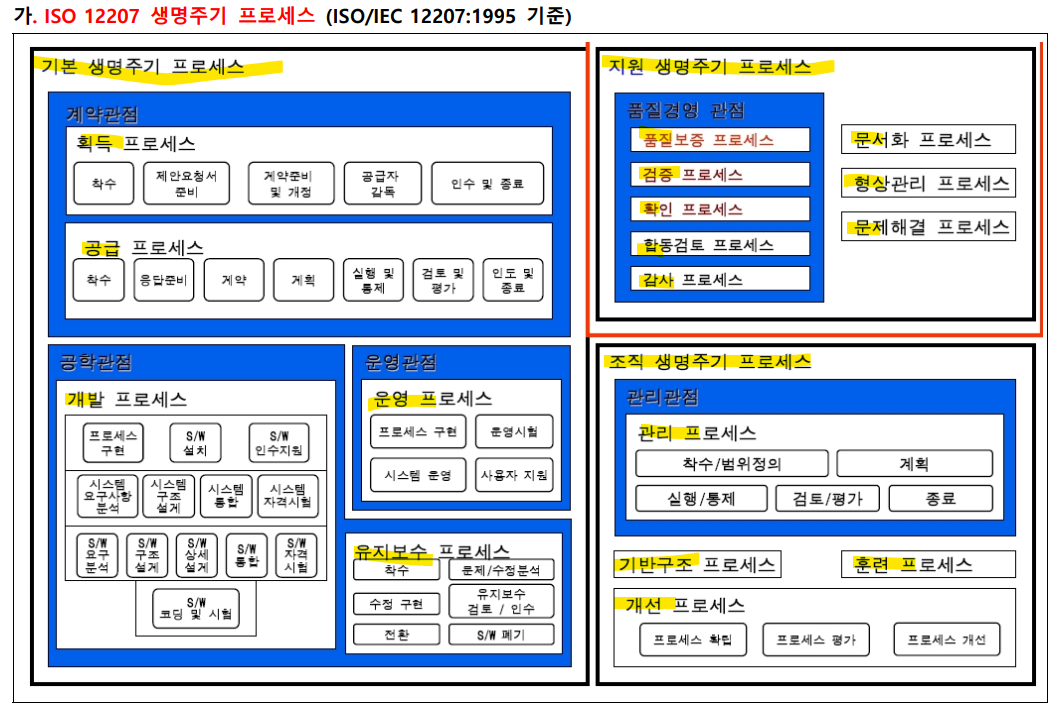 가. ISO 12207 생명주기 프로세스 (ISO/IEC 12207:1995 기준)
기본 생명주기 프로세스
계약관점
획득 프로세스
착수
제안요청서
준비
계약준비
및 개정
공급자
감독
인수 및 종료
공급 프로세스
착수
응답준비
계약
계획
실행 및
통제
검토 및
평가
인도 및
종료
공학관점
개발 프로세스
프로세스
구현
S/W
설치
S/W
인수지원
시스템
요구사항
분석
시스템
구조
설계
시스템
통합
시스템
자격시험
S/W
요구
분석
S/W
구조
설계
S/W
상세
설계
S/W
통합
S/W
자격
시험
S/W
코딩 및 시험
운영관점
운영 프로세스
프로세스 구현
운영시험
시스템 운영
사용자 지원
유지보수 프로세스
착수
문제/수정분석
수정 구현
유지보수
검토 / 인수
전환
S/W 폐기
지원 생명주기 프로세스
품질경영 관점
품질보증 프로세스
검증 프로세스
확인 프로세스
합동검토 프로세스
감사 프로세스
문서화 프로세스
형상관리 프로세스
문제해결 프로세스
조직 생명주기 프로세스
관리관점
관리 프로세스
착수/범위정의
계획
실행/통제
검토/평가
종료
기반구조 프로세스
훈련 프로세스
개선 프로세스
프로세스 확립
프로세스 평가
프로세스 개선